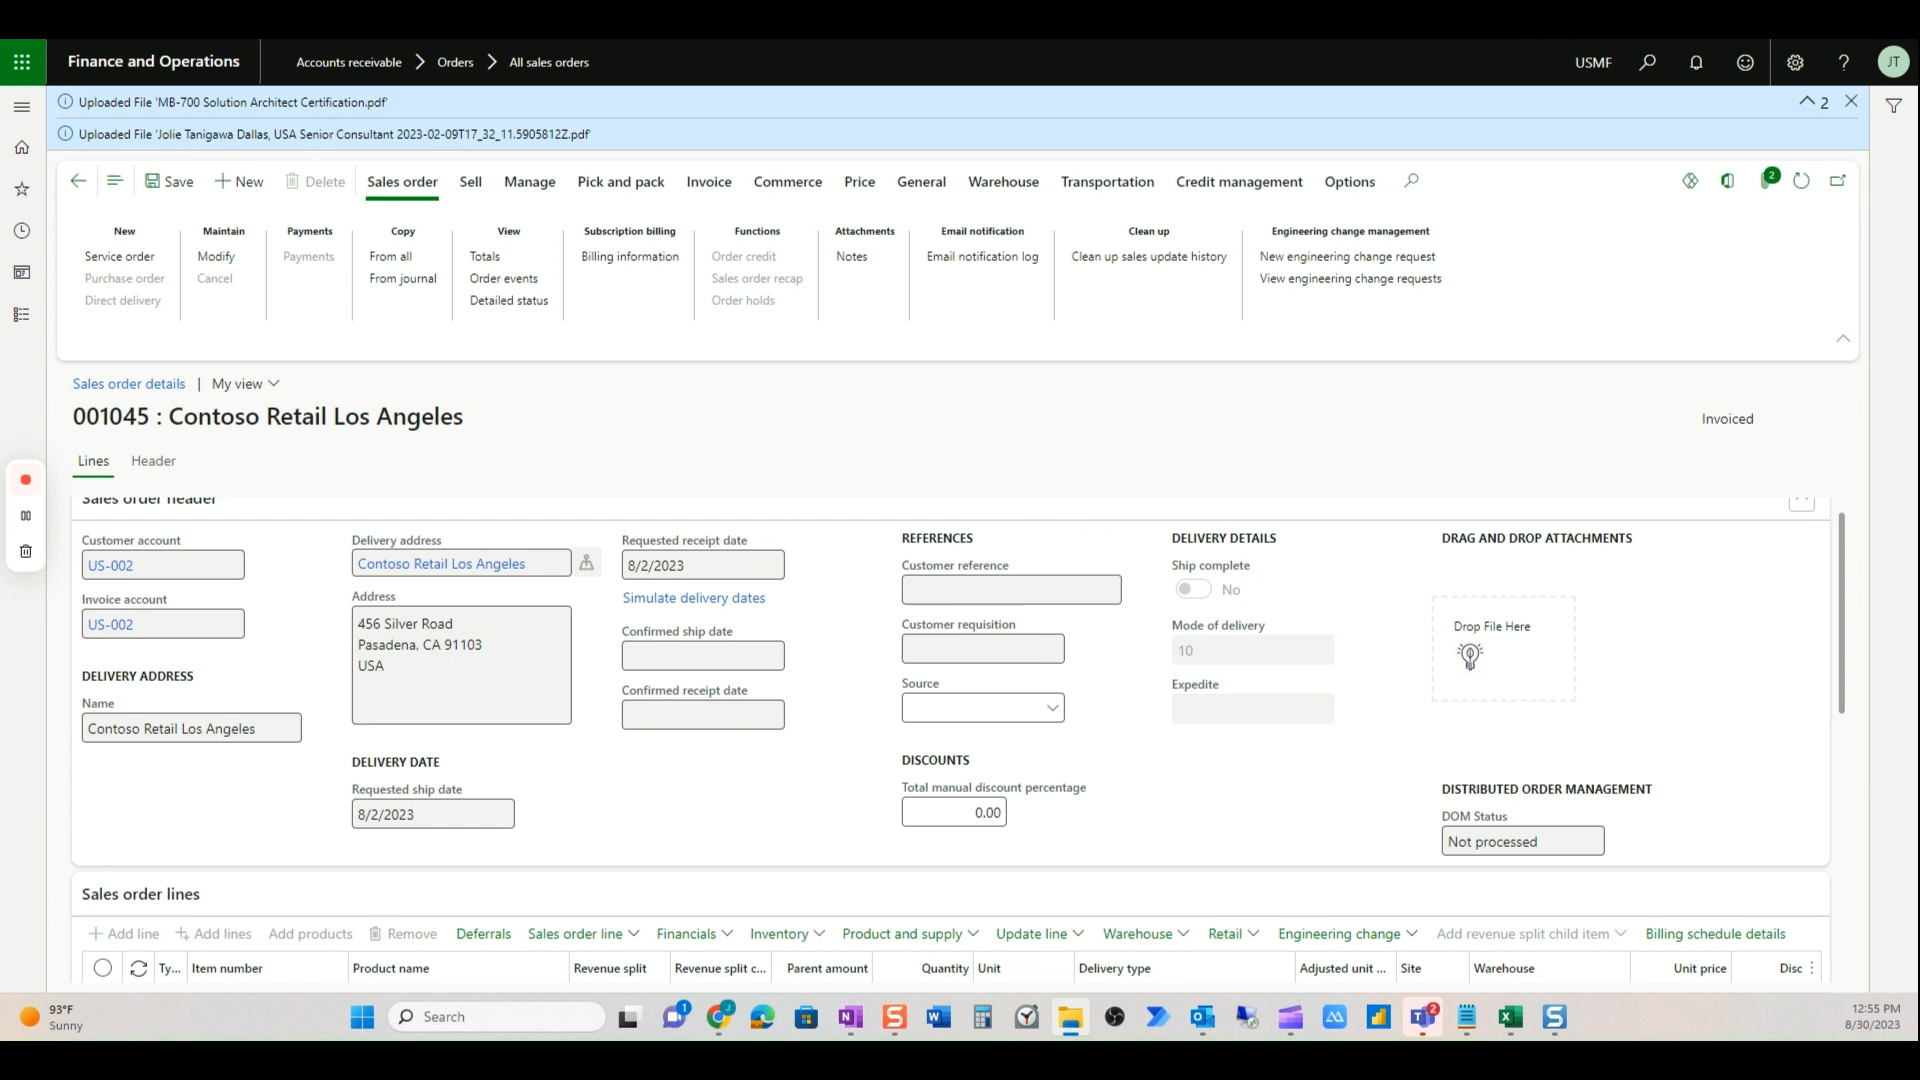 Finance and Operations
Accounts receivable > Orders > All sales orders
USMF
? JT
Uploaded File 'MB-700 Solution Architect Certification.pdf'
2
Uploaded File 'Jolie Tanigawa Dallas, USA Senior Consultant 2023-02-09T17_32_11.5905812Z.pdf'
Save + New Delete Sales order Sell Manage Pick and pack Invoice Commerce Price General Warehouse Transportation Credit management Options
2
New Maintain Payments Copy View Subscription billing Functions Attachments Email notification Clean up Engineering change management
Service order Modify Payments From all Totals Billing information Order credit Notes Email notification log Clean up sales update history New engineering change request
Purchase order Cancel From journal Order events Sales order recap View engineering change requests
Direct delivery Detailed status Order holds
Sales order details | My view
001045 : Contoso Retail Los Angeles
Invoiced
Lines Header
Sales order header
Customer account
US-002
Invoice account
US-002
DELIVERY ADDRESS
Name
Contoso Retail Los Angeles
Delivery address
Contoso Retail Los Angeles
Address
456 Silver Road
Pasadena, CA 91103
USA
DELIVERY DATE
Requested ship date
8/2/2023
Requested receipt date
8/2/2023
Simulate delivery dates
Confirmed ship date
Confirmed receipt date
REFERENCES
Customer reference
Customer requisition
Source
DISCOUNTS
Total manual discount percentage
0.00
DELIVERY DETAILS
Ship complete
No
Mode of delivery
10
Expedite
DRAG AND DROP ATTACHMENTS
Drop File Here
DISTRIBUTED ORDER MANAGEMENT
DOM Status
Not processed
Sales order lines
+ Add line Add lines Add products Remove Deferrals Sales order line Financials Inventory Product and supply Update line Warehouse Retail Engineering change Add revenue split child item Billing schedule details
Ty... Item number Product name Revenue split Revenue split c... Parent amount Quantity Unit Delivery type Adjusted unit ... Site Warehouse Unit price Disc
93°F
Sunny
Search
1
2
12:55 PM
8/30/2023